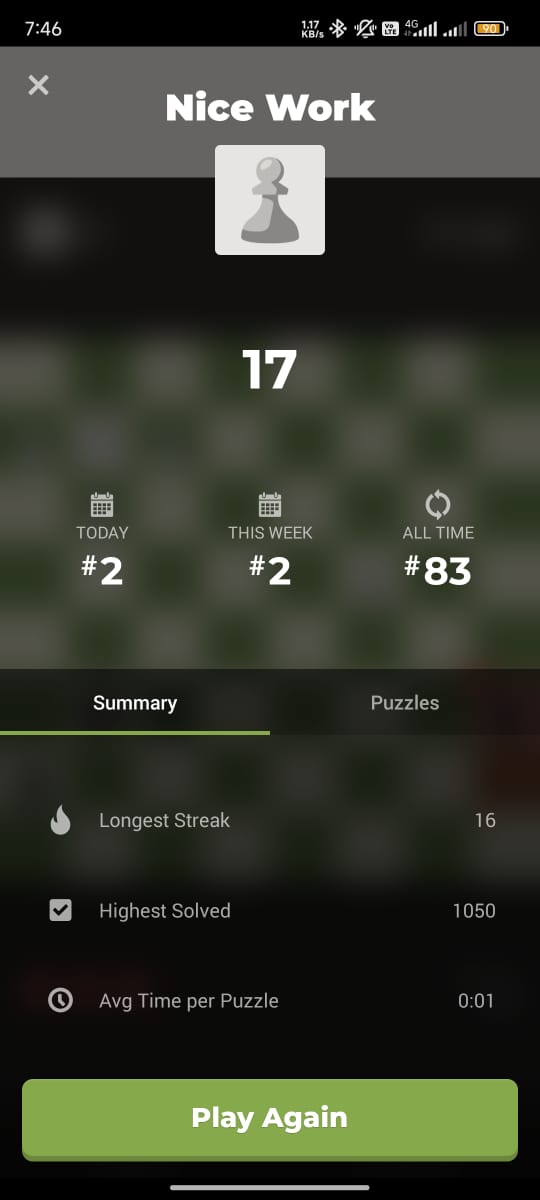 7:46
1.17 KB/s
Vo LTE
4G
90
Nice Work
17
TODAY
THIS WEEK
ALL TIME
#2
#2
#83
Summary
Puzzles
Longest Streak 16
Highest Solved 1050
Avg Time per Puzzle 0:01
Play Again